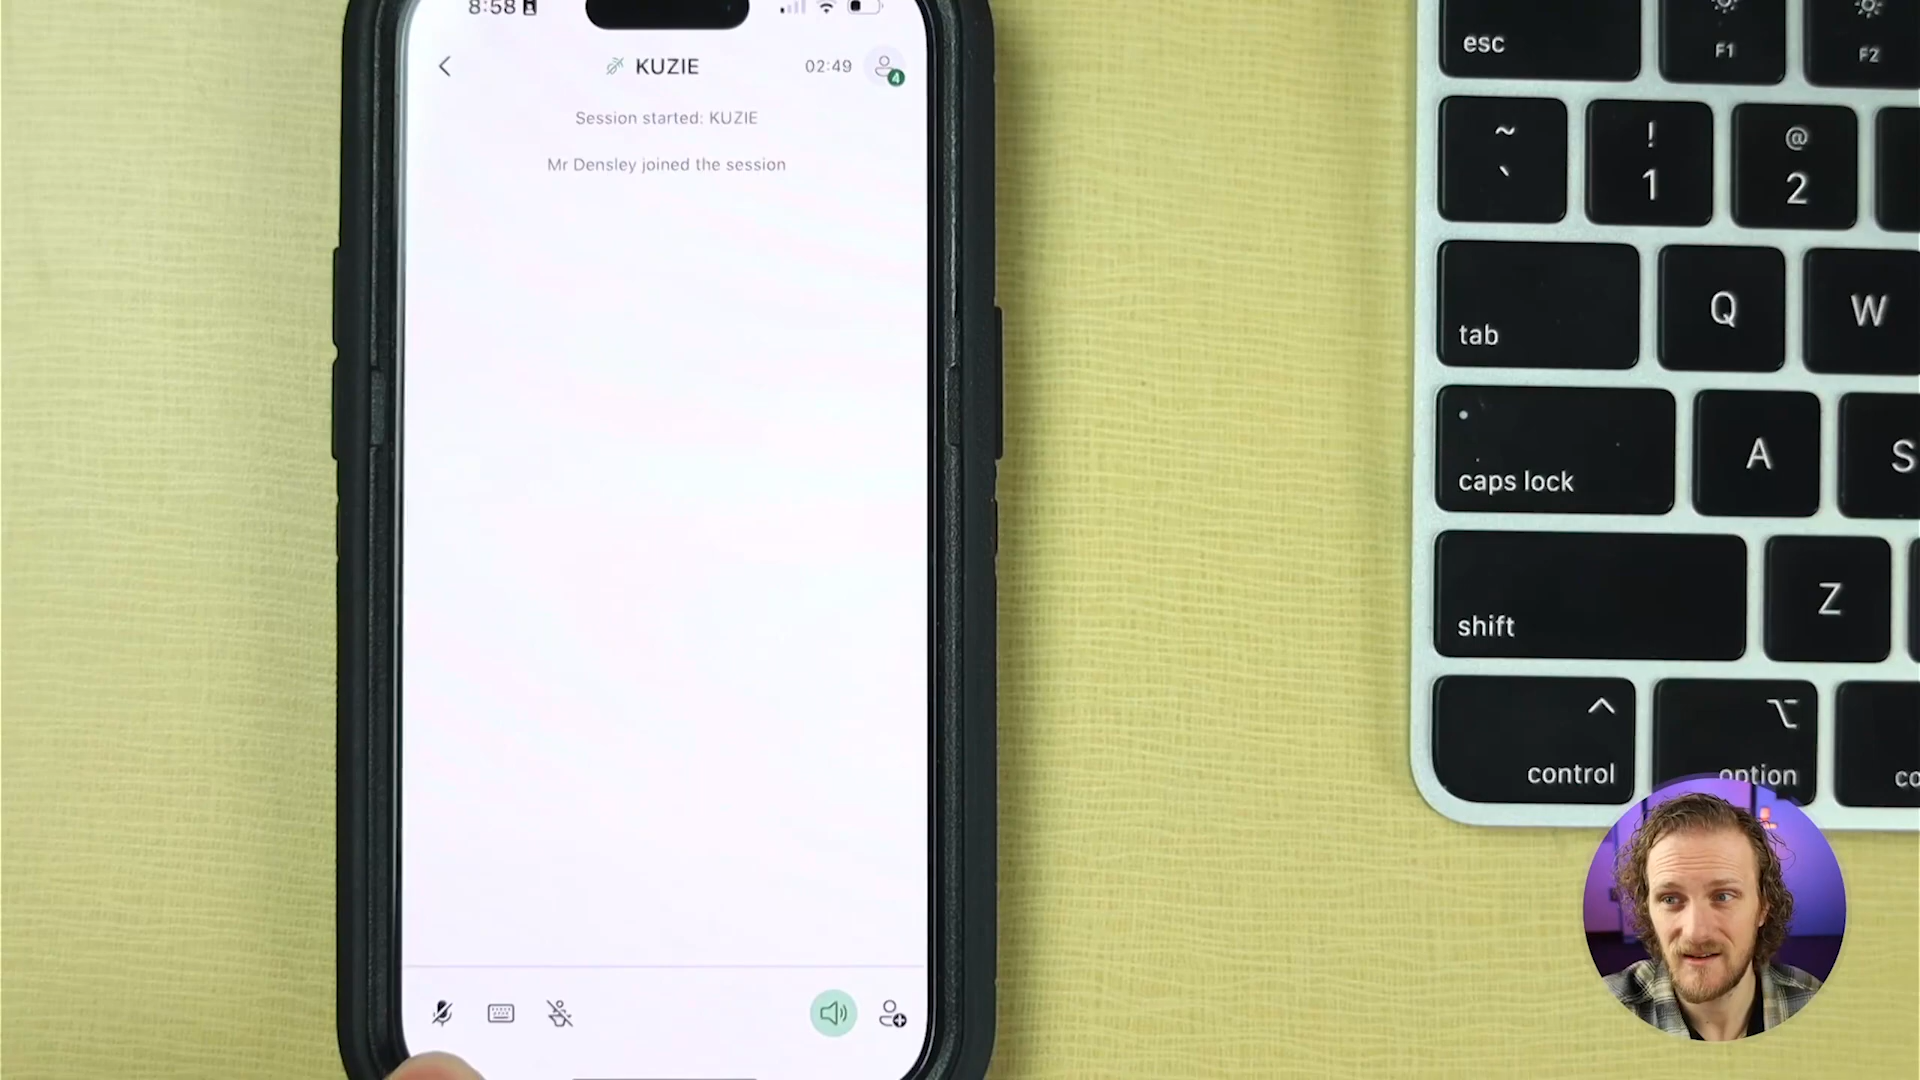 8:58
KUZIE
02:49
4
Session started: KUZIE
Mr Densley joined the session
esc
F1
F2
~
`
!
1
@
2
tab
Q
W
caps lock
A
S
shift
Z
control
option
co